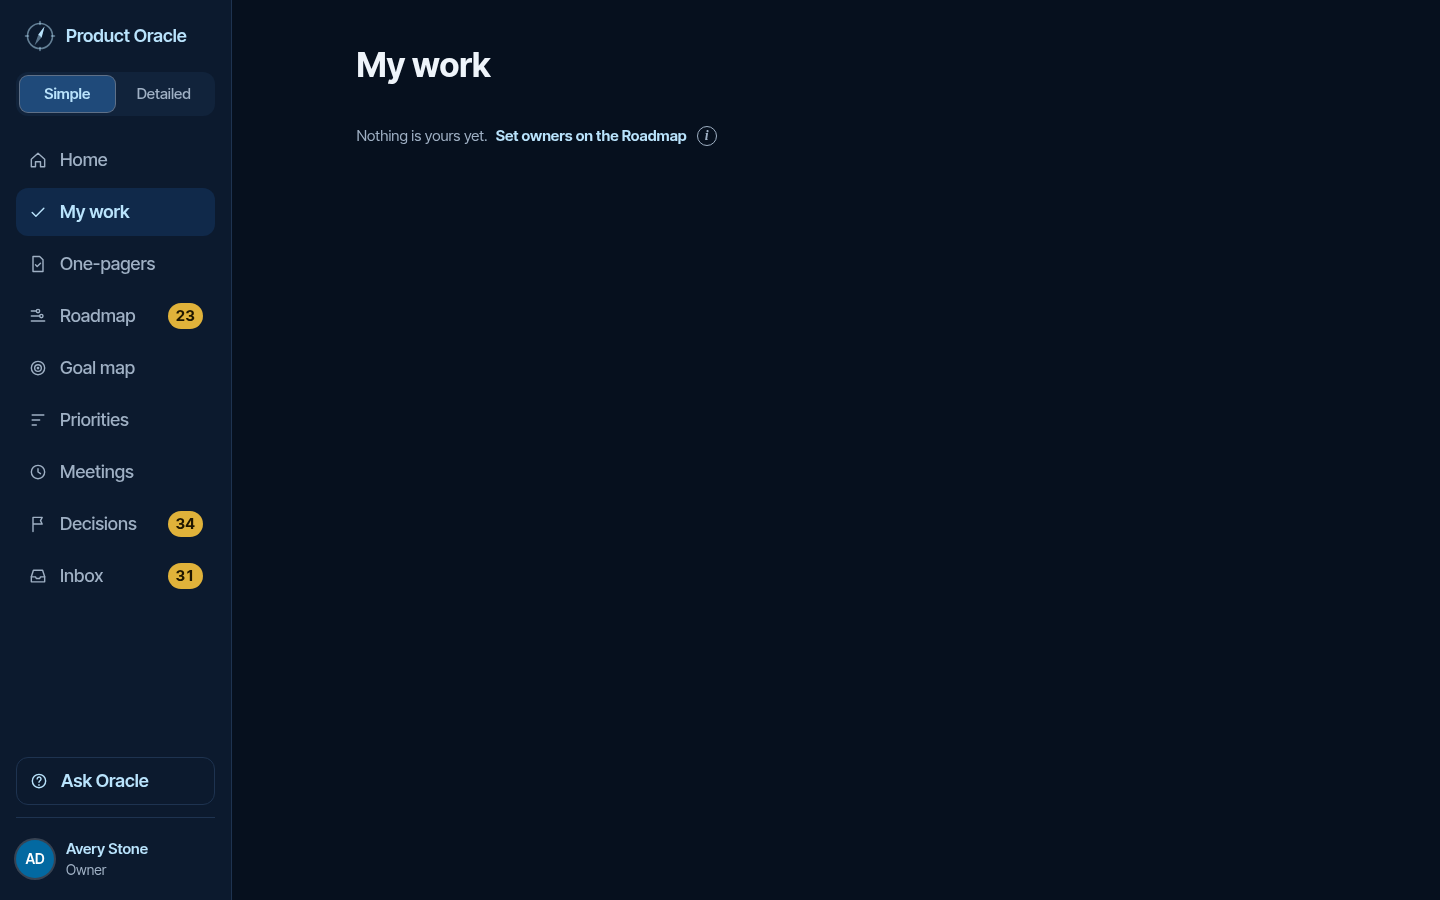 Product Oracle
Simple
Detailed
Home
My work
One-pagers
Roadmap 23
Goal map
Priorities
Meetings
Decisions 34
Inbox 31
Ask Oracle
AD
Avery Stone
Owner
My work
Nothing is yours yet. Set owners on the Roadmap i